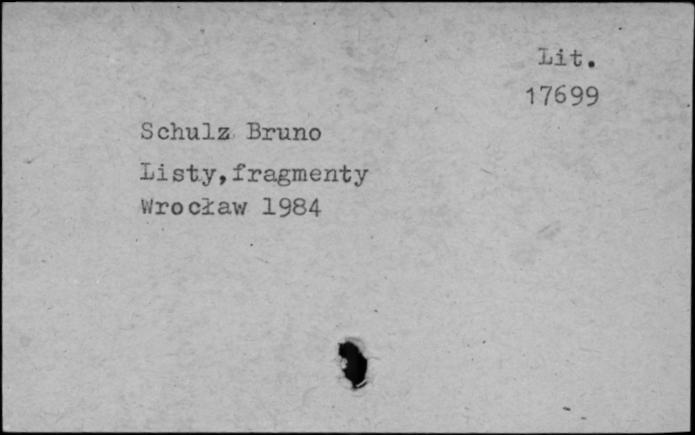 Lit.
17699
Schulz Bruno
Listy,fragmenty
Wrocław 1984